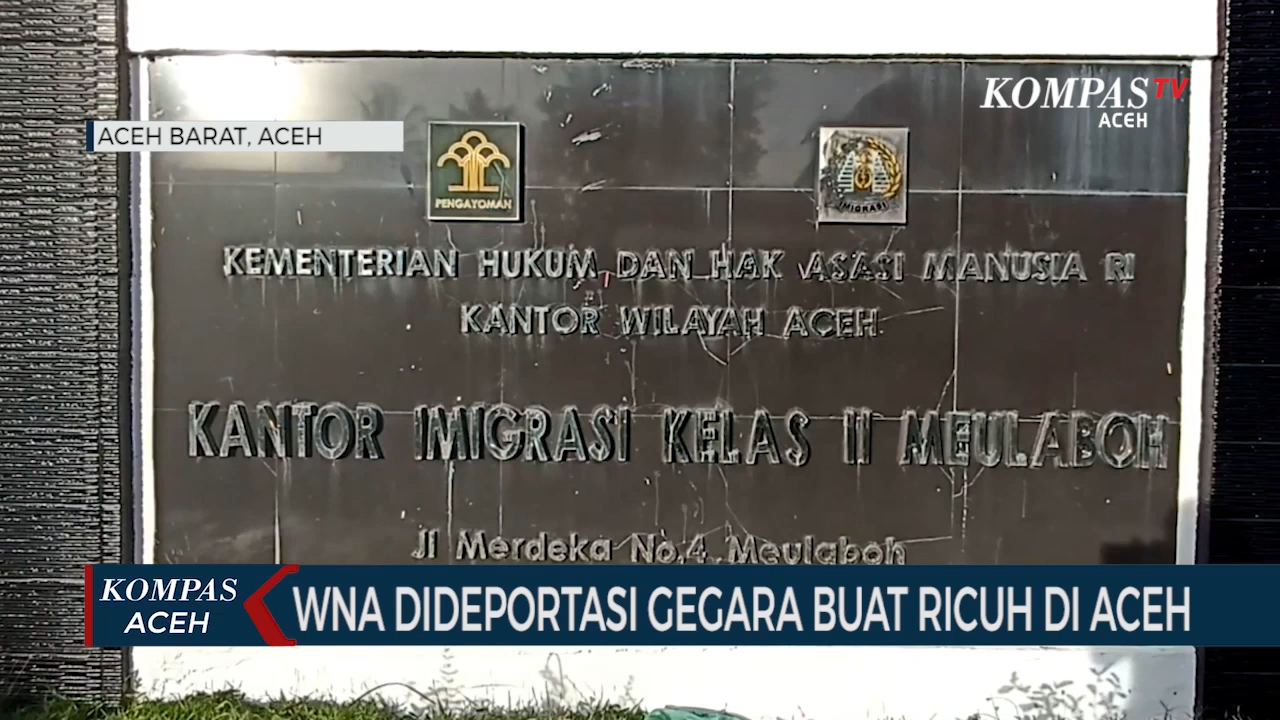 KOMPAS TV
ACEH
ACEH BARAT, ACEH
PENGAYOMAN
IMIGRASI
KEMENTERIAN HUKUM DAN HAK ASASI MANUSIA RI
KANTOR WILAYAH ACEH
KANTOR IMIGRASI KELAS II MEULABOH
Jl Merdeka No,4 Meulaboh
KOMPAS
ACEH
WNA DIDEPORTASI GEGARA BUAT RICUH DI ACEH